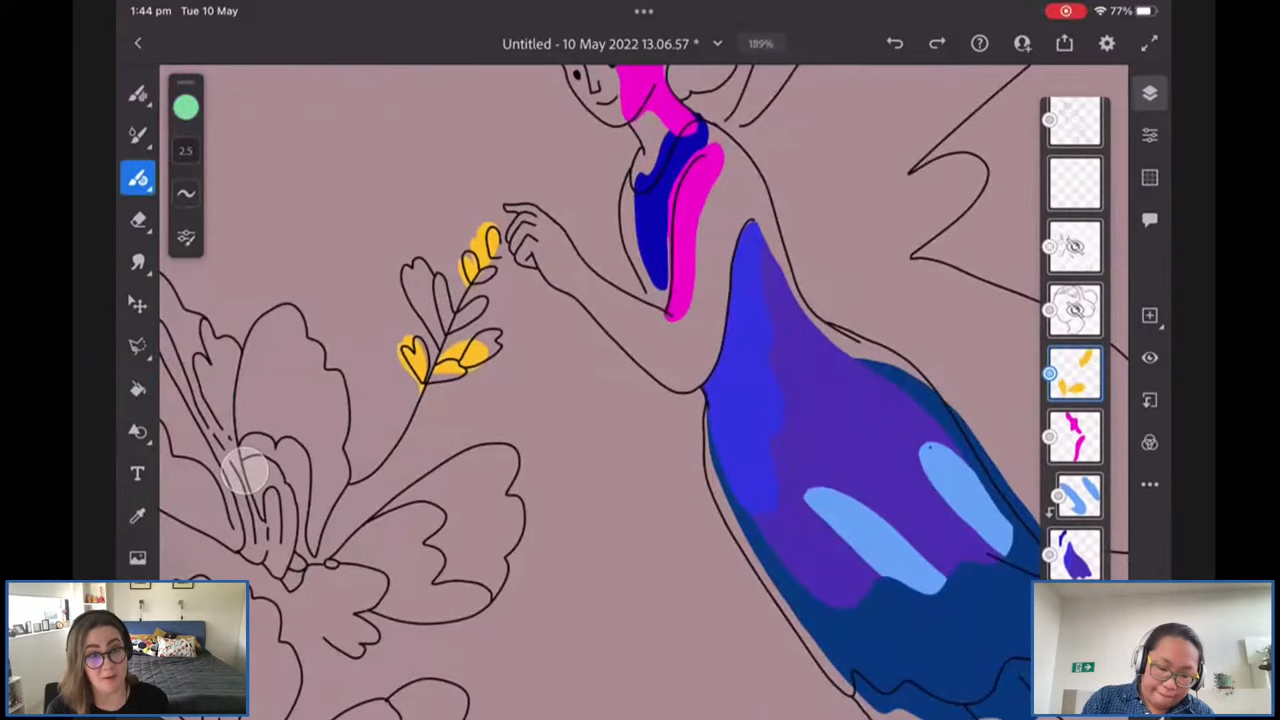 1:44 pm Tue 10 May
77%
Untitled - 10 May 2022 13.06.57 *
189%
2.5
T